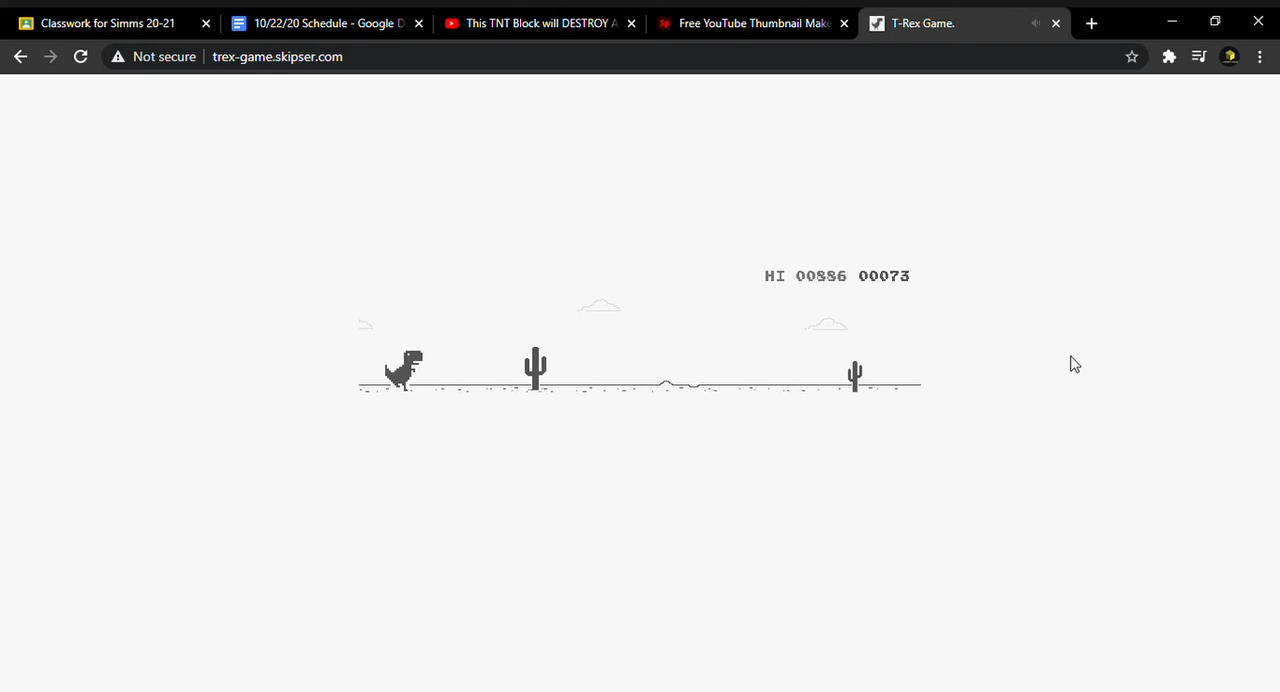 Classwork for Simms 20-21
10/22/20 Schedule - Google D
This TNT Block will DESTROY A
Sp
Free YouTube Thumbnail Make
T-Rex Game.
Not secure
trex-game.skipser.com
HI 00886 00073